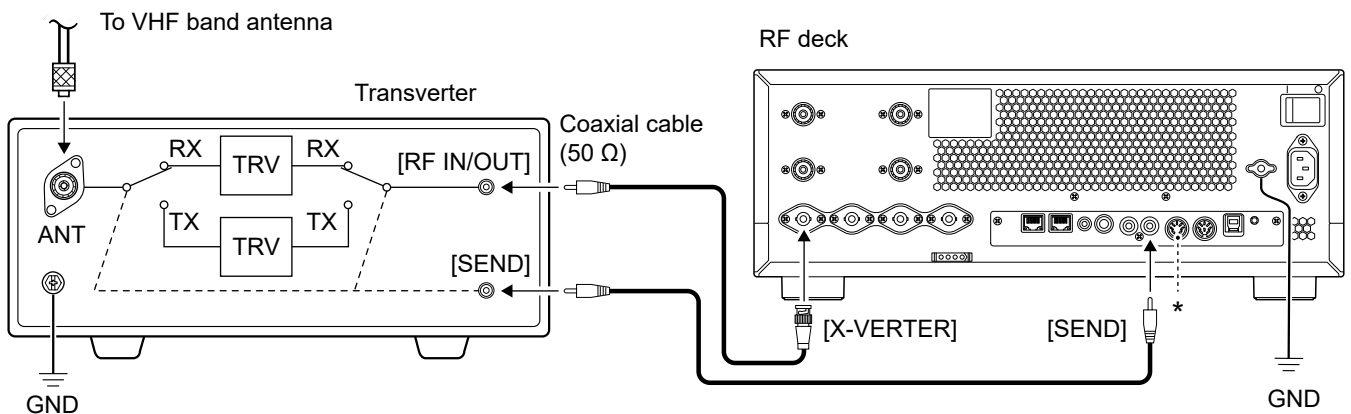 To VHF band antenna
RF deck
Transverter
Coaxial cable
(50 Ω)
RX
TRV
RX
[RF IN/OUT]
TX
TRV
TX
ANT
[SEND]
[X-VERTER]
[SEND]
*
GND
GND